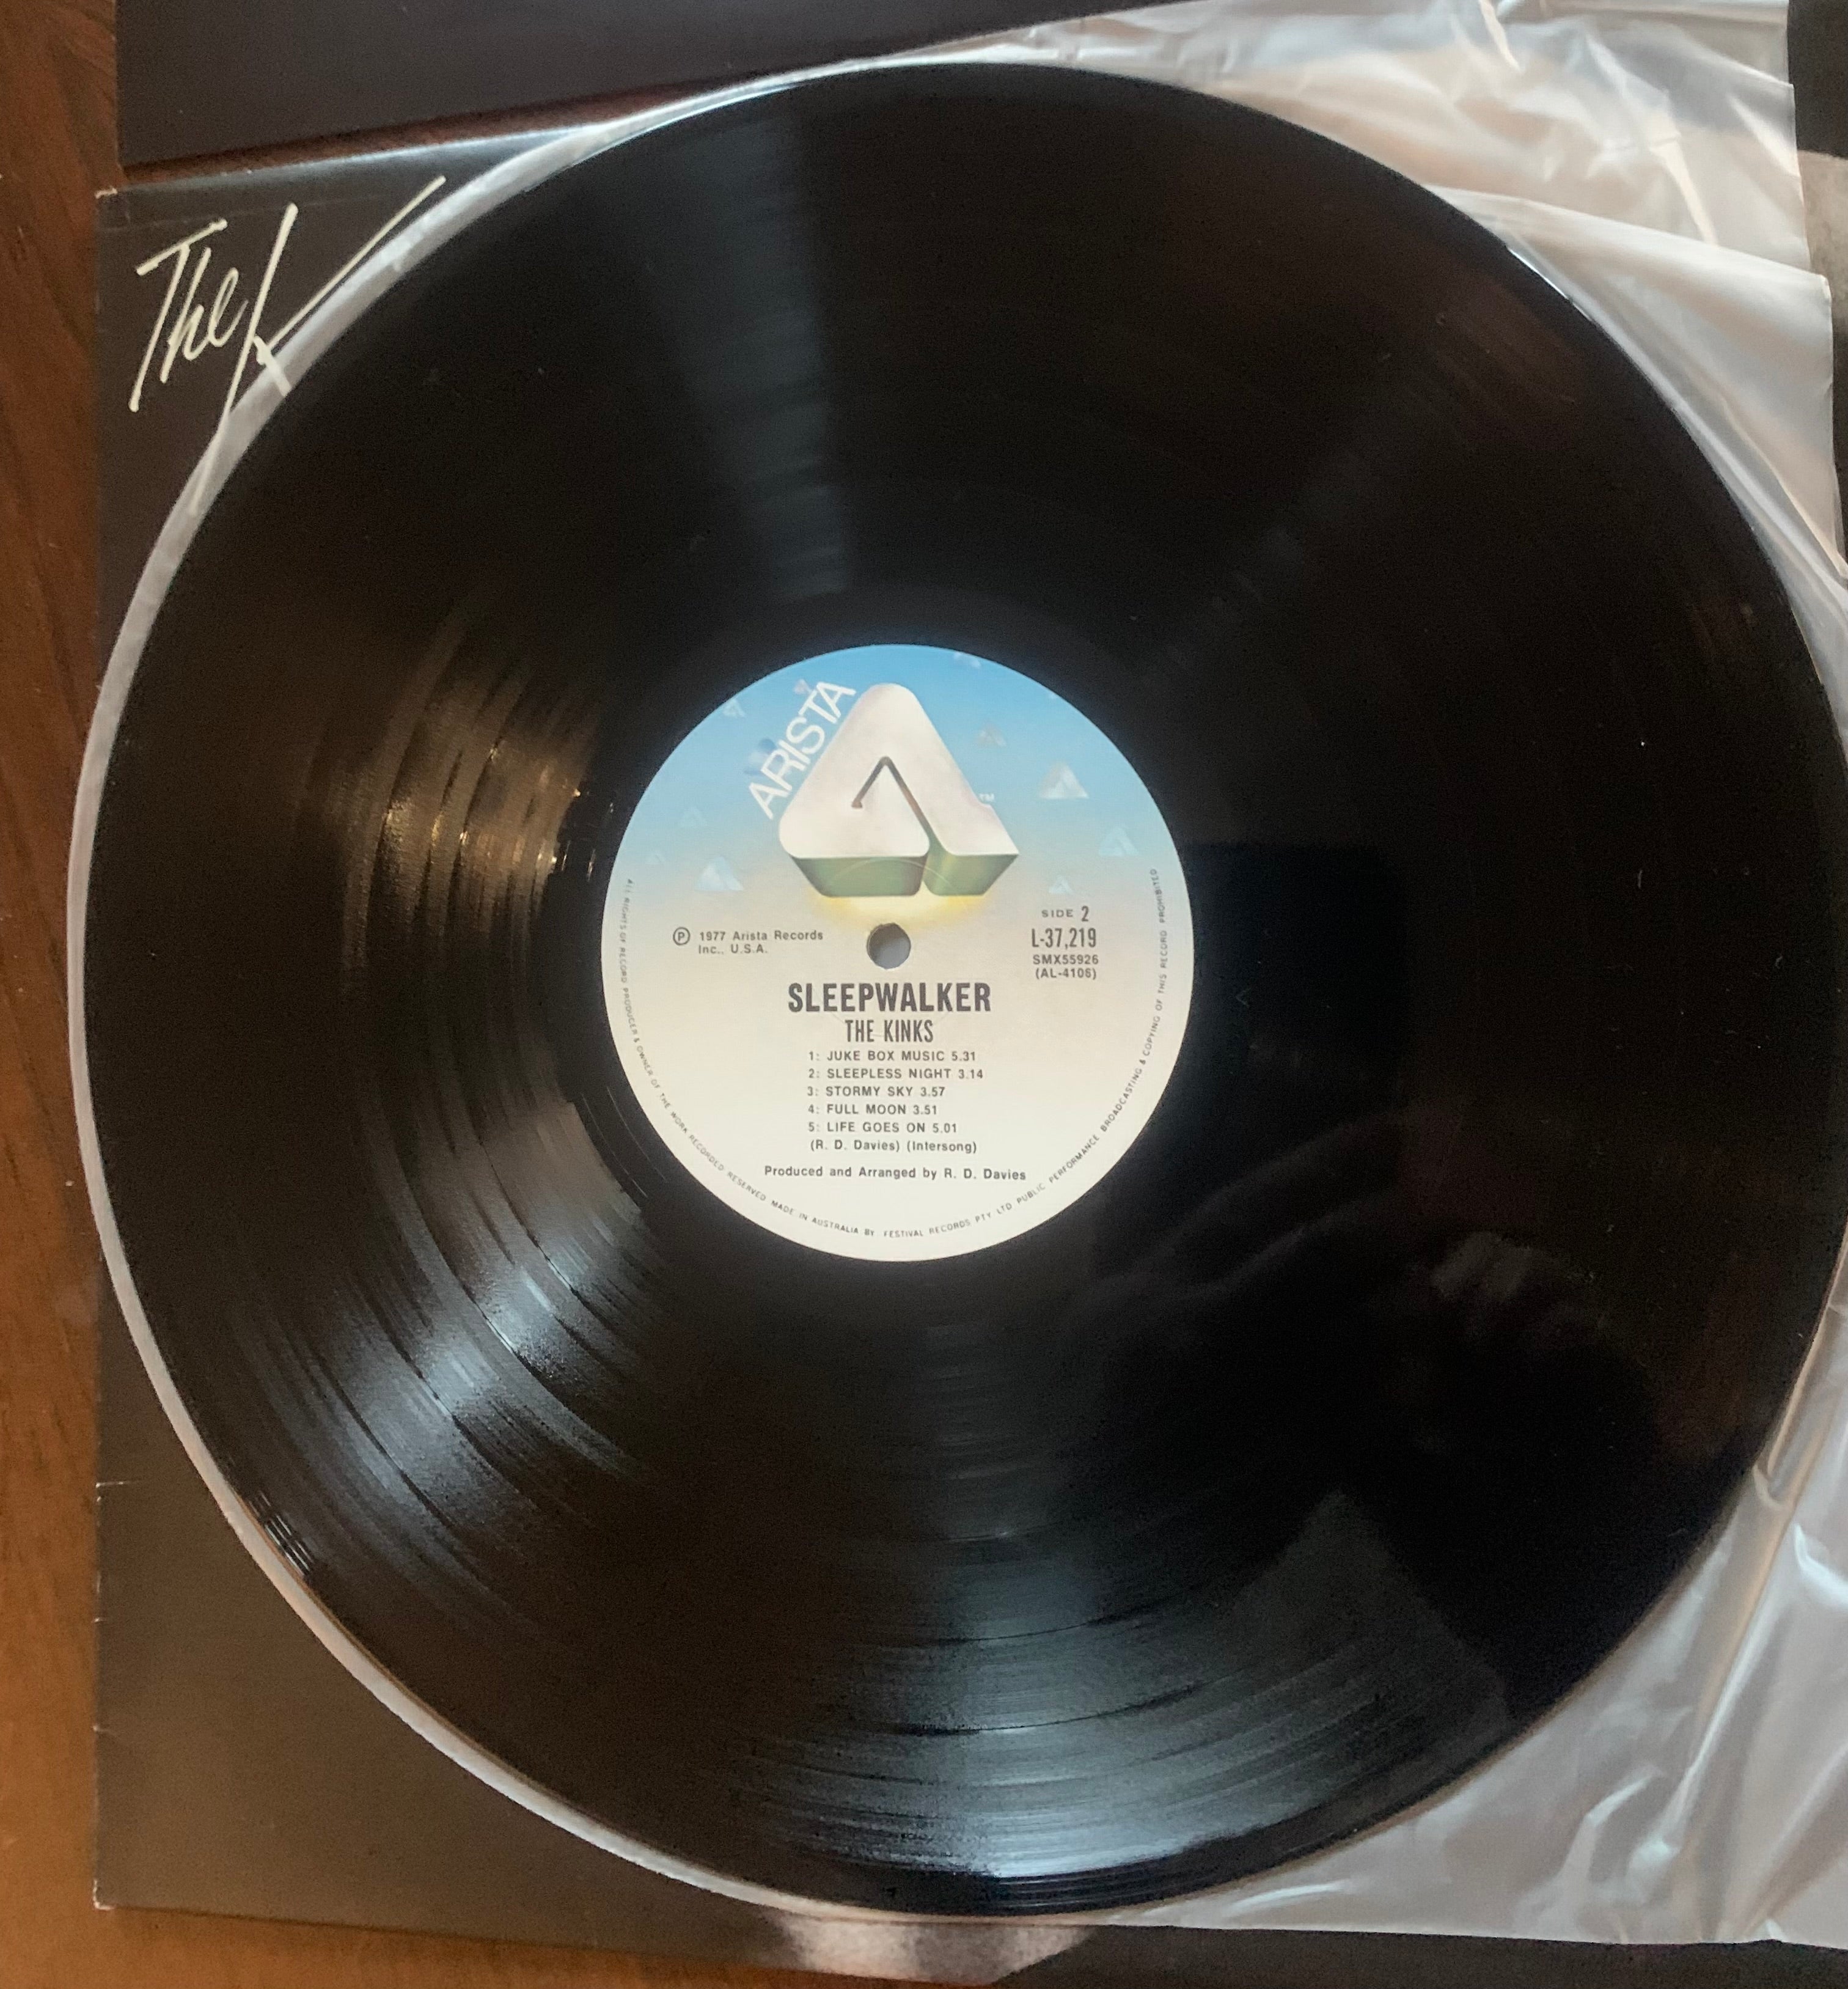 The K
ARISTA
TM
SIDE 2
Ⓟ 1977 Arista Records
Inc., U.S.A.
L-37,219
SMX55926
(AL-4106)
SLEEPWALKER
THE KINKS
1: JUKE BOX MUSIC 5.31
2: SLEEPLESS NIGHT 3.14
3: STORMY SKY 3.57
4: FULL MOON 3.51
5: LIFE GOES ON 5.01
(R. D. Davies) (Intersong)
Produced and Arranged by R. D. Davies
ALL RIGHTS OF RECORD PRODUCER & OWNER OF THE WORK RECORDED RESERVED MADE IN AUSTRALIA BY FESTIVAL RECORDS PTY LTD PUBLIC PERFORMANCE BROADCASTING & COPYING OF THIS RECORD PROHIBITED